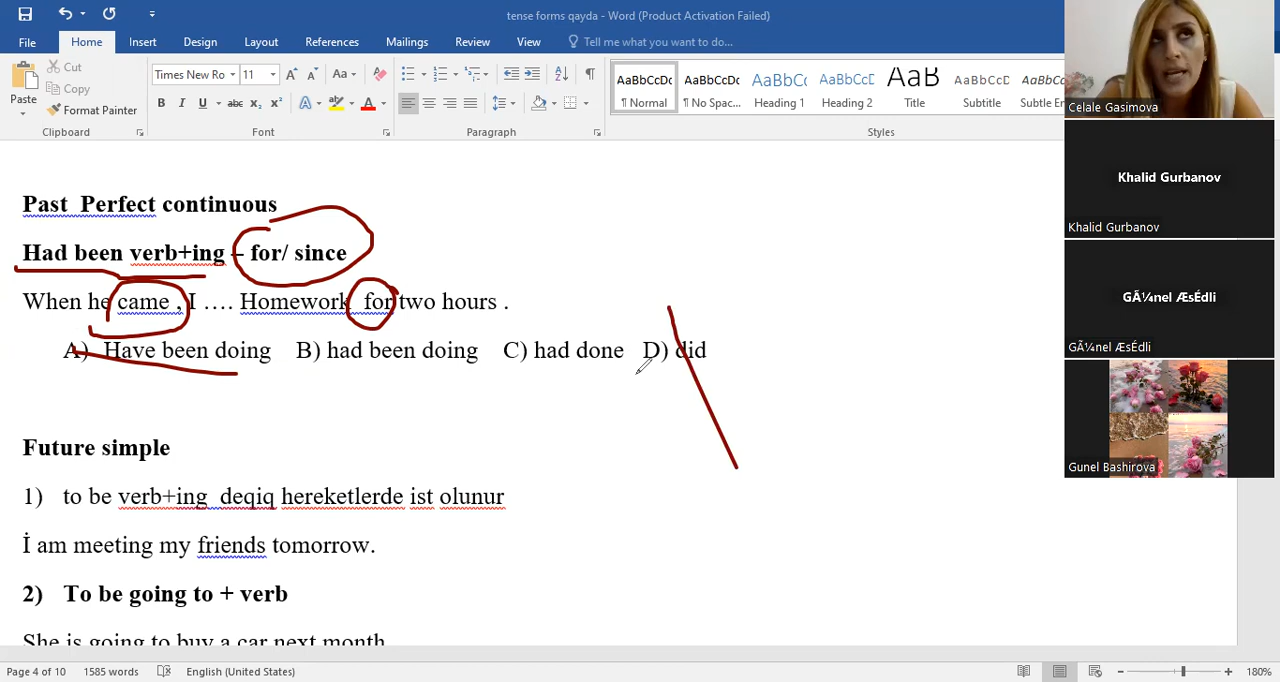 tense forms qayda - Word (Product Activation Failed)
File Home Insert Design Layout References Mailings Review View Tell me what you want to do...
Paste
Cut
Copy
Format Painter
Times New Ro 11
AaBbCcDc AaBbCcDc AaBbCc AaBbCcC AaB AaBbCcD
¶ Normal ¶ No Spac... Heading 1 Heading 2 Title Subtitle Subtle
Clipboard Font Paragraph Styles
Past Perfect continuous
Had been verb+ing – for/ since
When he came , I …. Homework for two hours .
A) Have been doing B) had been doing C) had done D) did
Future simple
1) to be verb+ing deqiq hereketlerde ist olunur
İ am meeting my friends tomorrow.
2) To be going to + verb
She is going to buy a car next month
Celale Gasimova
Khalid Gurbanov
Khalid Gurbanov
GÃ¼nel ÆsÉdli
GÃ¼nel ÆsÉdli
Gunel Bashirova
Page 4 of 10 1585 words English (United States) 180%